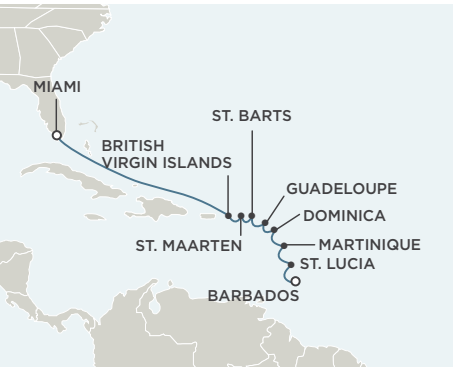 MIAMI
ST. BARTS
BRITISH
VIRGIN ISLANDS
GUADELOUPE
DOMINICA
ST. MAARTEN
MARTINIQUE
ST. LUCIA
BARBADOS